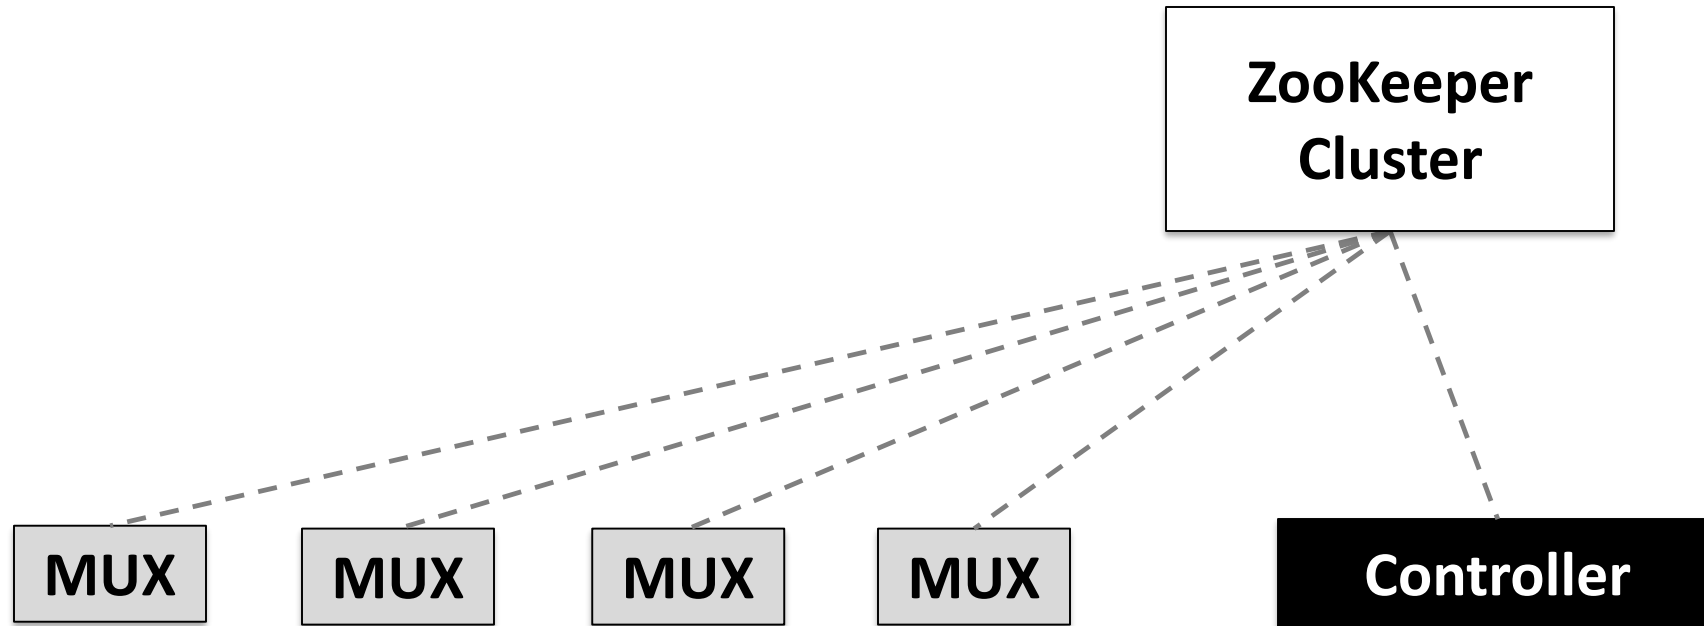 ZooKeeper
Cluster
MUX
MUX
MUX
MUX
Controller